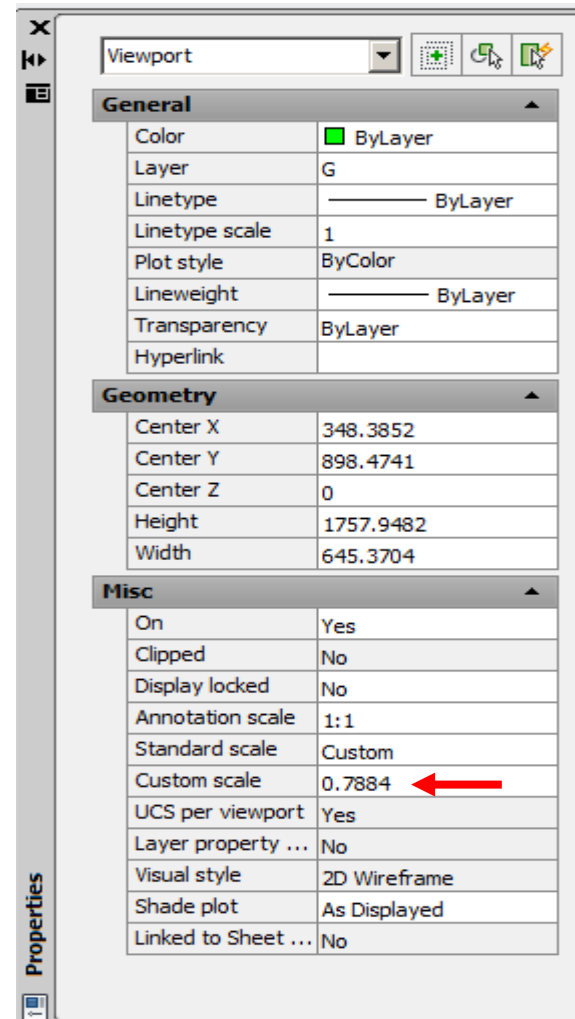 Viewport
General
Color ByLayer
Layer G
Linetype ByLayer
Linetype scale 1
Plot style ByColor
Lineweight ByLayer
Transparency ByLayer
Hyperlink
Geometry
Center X 348.3852
Center Y 898.4741
Center Z 0
Height 1757.9482
Width 645.3704
Misc
On Yes
Clipped No
Display locked No
Annotation scale 1:1
Standard scale Custom
Custom scale 0.7884
UCS per viewport Yes
Layer property ... No
Visual style 2D Wireframe
Shade plot As Displayed
Linked to Sheet ... No
Properties